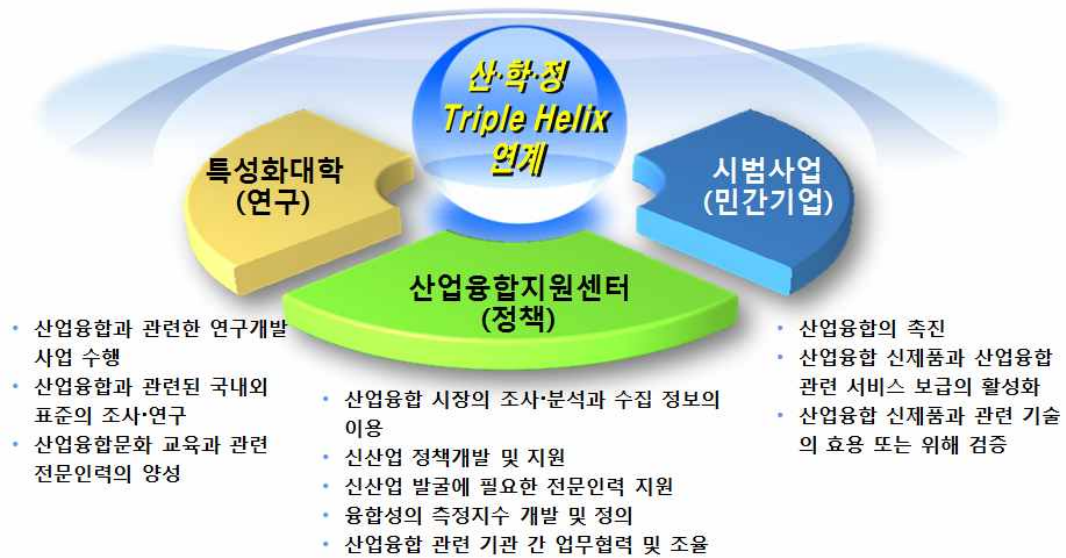 산·학·정
Triple Helix
연계
특성화대학
(연구)
시범사업
(민간기업)
산업융합지원센터
(정책)
• 산업융합과 관련한 연구개발
사업 수행
• 산업융합과 관련된 국내외
표준의 조사·연구
• 산업융합문화 교육과 관련
전문인력의 양성
• 산업융합 시장의 조사·분석과 수집 정보의
이용
• 신산업 정책개발 및 지원
• 신산업 발굴에 필요한 전문인력 지원
• 융합성의 측정지수 개발 및 정의
• 산업융합 관련 기관 간 업무협력 및 조율
• 산업융합의 촉진
• 산업융합 신제품과 산업융합
관련 서비스 보급의 활성화
• 산업융합 신제품과 관련 기술
의 효용 또는 위해 검증